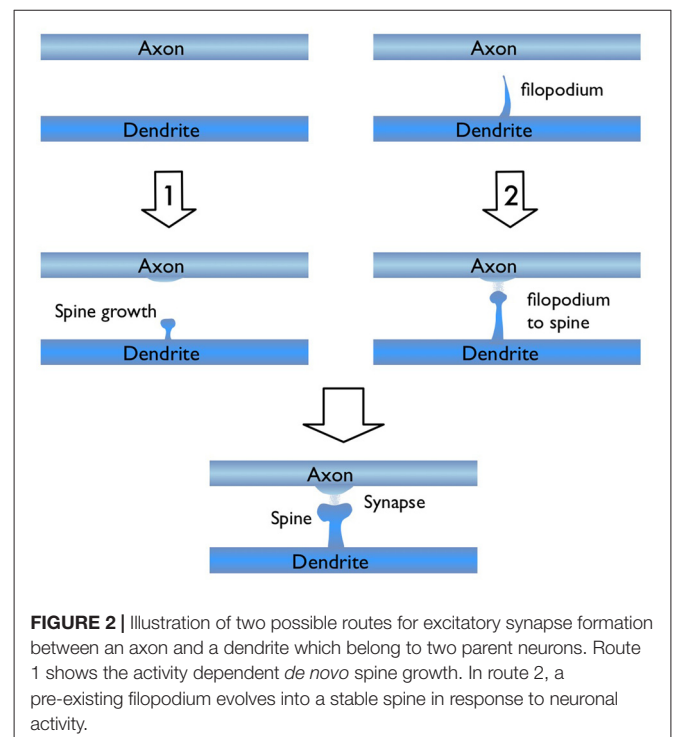 Axon
Axon
filopodium
Dendrite
Dendrite
1
2
Axon
Axon
Spine growth
filopodium
to spine
Dendrite
Dendrite
Axon
Synapse
Spine
Dendrite
FIGURE 2 | Illustration of two possible routes for excitatory synapse formation
between an axon and a dendrite which belong to two parent neurons. Route
1 shows the activity dependent de novo spine growth. In route 2, a
pre-existing filopodium evolves into a stable spine in response to neuronal
activity.